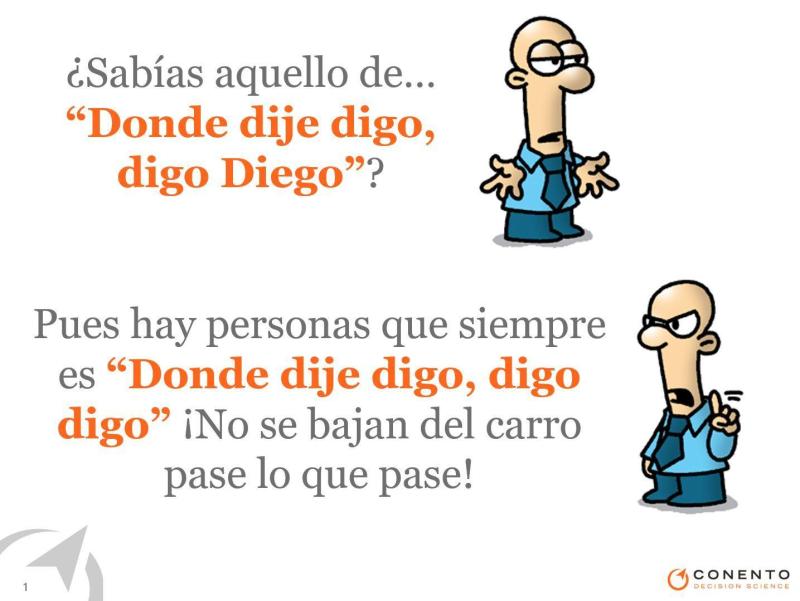 ¿Sabías aquello de...
“Donde dije digo,
digo Diego”?
Pues hay personas que siempre
es “Donde dije digo, digo
digo” ¡No se bajan del carro
pase lo que pase!
1
CONENTO
DECISION SCIENCE